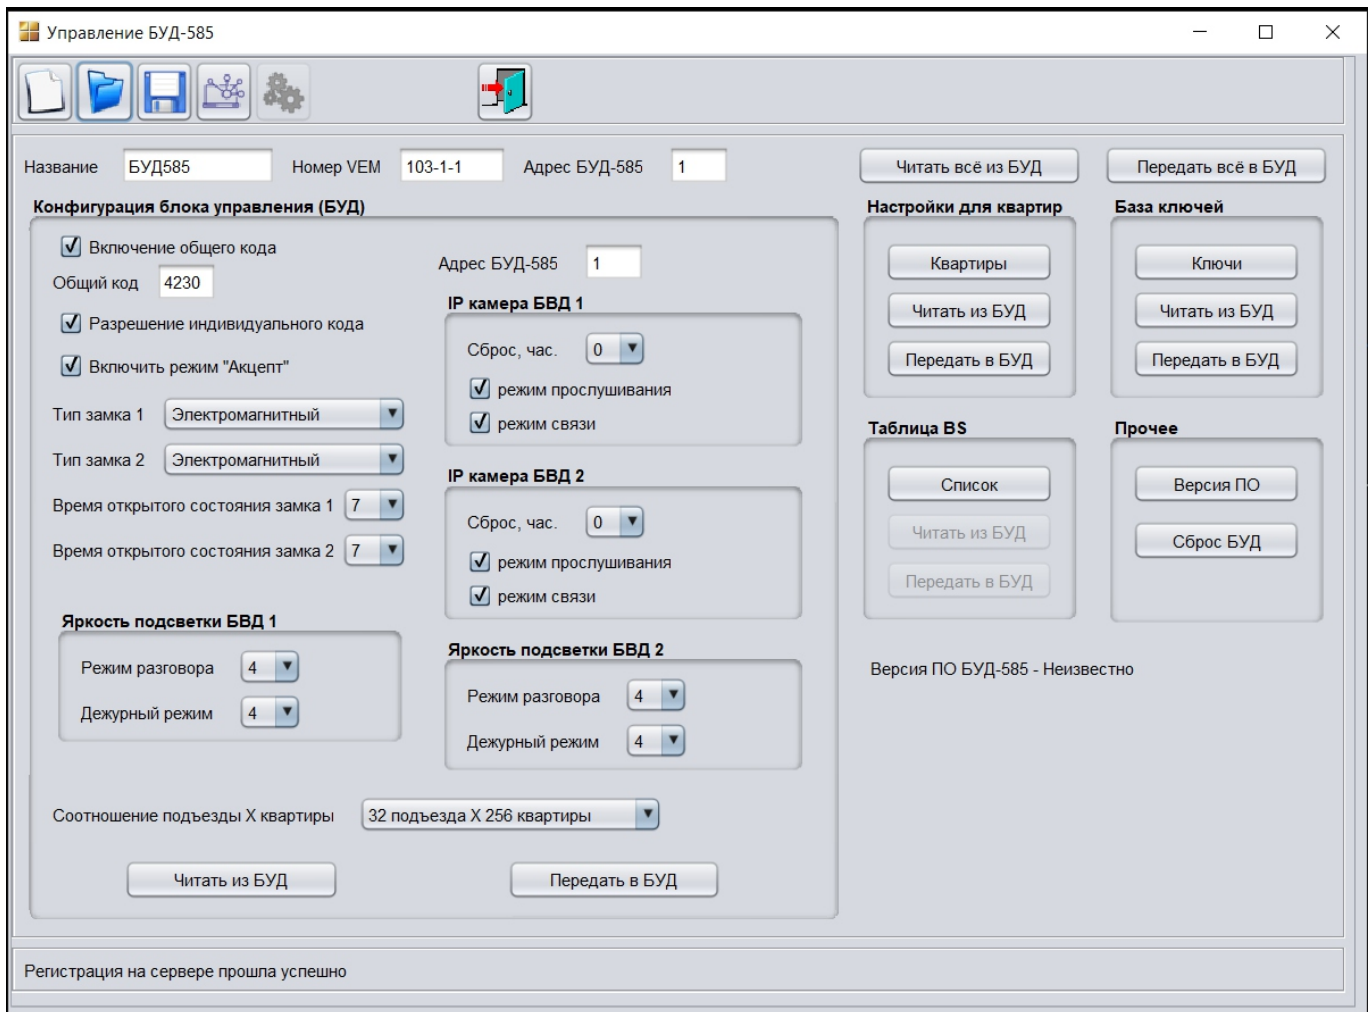 Управление БУД-585
Название БУД585 Номер VEM 103-1-1 Адрес БУД-585 1 Читать всё из БУД Передать всё в БУД
Конфигурация блока управления (БУД)
Включение общего кода
Общий код 4230
Разрешение индивидуального кода
Включить режим "Акцепт"
Тип замка 1 Электромагнитный
Тип замка 2 Электромагнитный
Время открытого состояния замка 1 7
Время открытого состояния замка 2 7
Яркость подсветки БВД 1
Режим разговора 4
Дежурный режим 4
Адрес БУД-585 1
IP камера БВД 1
Сброс, час. 0
режим прослушивания
режим связи
IP камера БВД 2
Сброс, час. 0
режим прослушивания
режим связи
Яркость подсветки БВД 2
Режим разговора 4
Дежурный режим 4
Соотношение подъезды X квартиры 32 подъезда X 256 квартиры
Читать из БУД Передать в БУД
Настройки для квартир
Квартиры
Читать из БУД
Передать в БУД
База ключей
Ключи
Читать из БУД
Передать в БУД
Таблица BS
Список
Читать из БУД
Передать в БУД
Прочее
Версия ПО
Сброс БУД
Версия ПО БУД-585 - Неизвестно
Регистрация на сервере прошла успешно